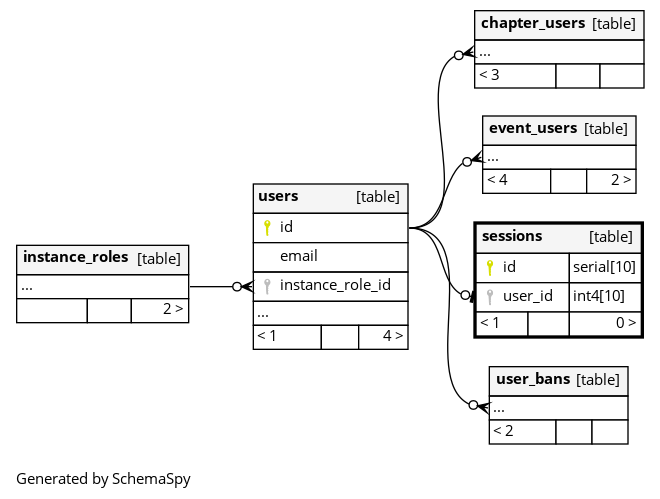 chapter_users [table]
...
< 3
event_users [table]
...
< 4 2 >
users [table]
id
email
instance_role_id
...
< 1 4 >
sessions [table]
id serial[10]
user_id int4[10]
< 1 0 >
instance_roles [table]
...
2 >
user_bans [table]
...
< 2
Generated by SchemaSpy